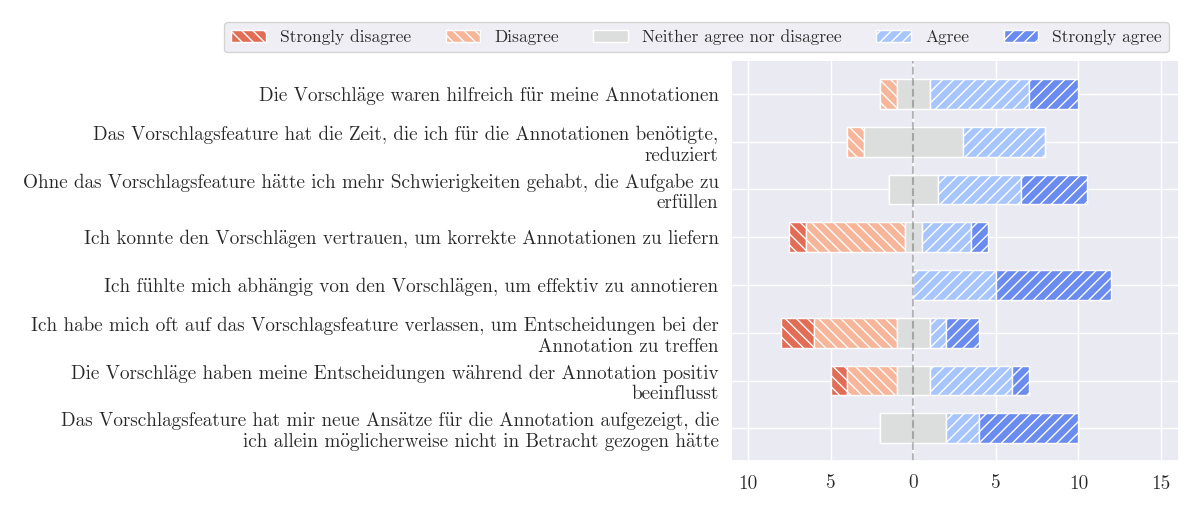 Strongly disagree Disagree Neither agree nor disagree Agree Strongly agree
Die Vorschläge waren hilfreich für meine Annotationen
Das Vorschlagsfeature hat die Zeit, die ich für die Annotationen benötigte,
reduziert
Ohne das Vorschlagsfeature hätte ich mehr Schwierigkeiten gehabt, die Aufgabe zu
erfüllen
Ich konnte den Vorschlägen vertrauen, um korrekte Annotationen zu liefern
Ich fühlte mich abhängig von den Vorschlägen, um effektiv zu annotieren
Ich habe mich oft auf das Vorschlagsfeature verlassen, um Entscheidungen bei der
Annotation zu treffen
Die Vorschläge haben meine Entscheidungen während der Annotation positiv
beeinflusst
Das Vorschlagsfeature hat mir neue Ansätze für die Annotation aufgezeigt, die
ich allein möglicherweise nicht in Betracht gezogen hätte
10 5 0 5 10 15